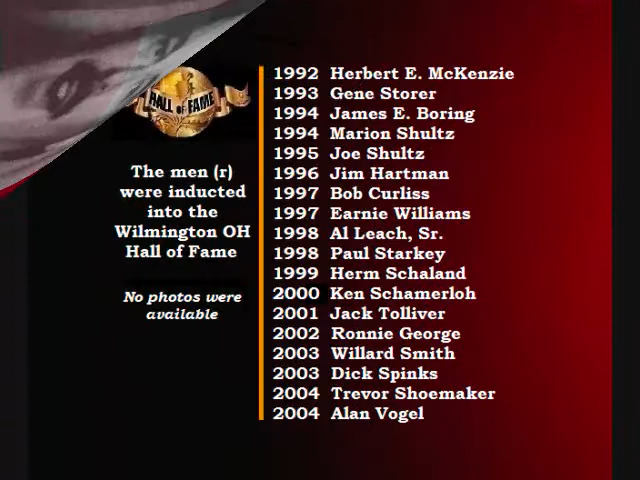 HALL OF FAME
The men (r)
were inducted
into the
Wilmington OH
Hall of Fame
No photos were
available
1992 Herbert E. McKenzie
1993 Gene Storer
1994 James E. Boring
1994 Marion Shultz
1995 Joe Shultz
1996 Jim Hartman
1997 Bob Curliss
1997 Earnie Williams
1998 Al Leach, Sr.
1998 Paul Starkey
1999 Herm Schaland
2000 Ken Schamerloh
2001 Jack Tolliver
2002 Ronnie George
2003 Willard Smith
2003 Dick Spinks
2004 Trevor Shoemaker
2004 Alan Vogel